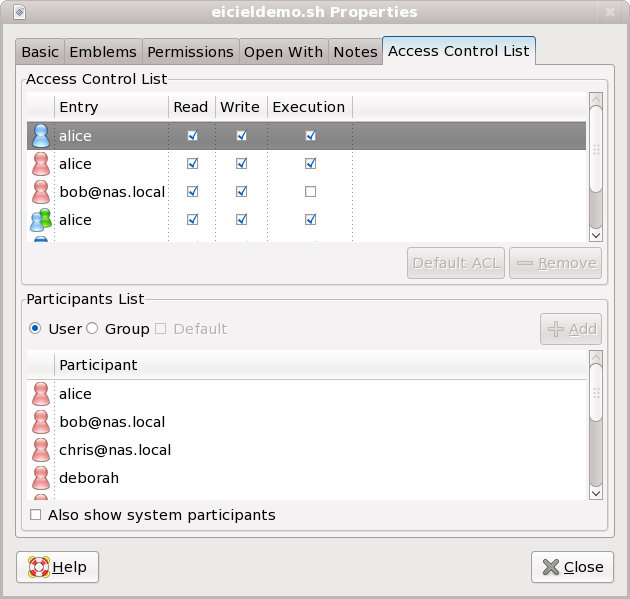 eicieldemo.sh Properties
Basic Emblems Permissions Open With Notes Access Control List
Access Control List
Entry Read Write Execution
alice
alice
bob@nas.local
alice
Default ACL Remove
Participants List
User Group Default Add
Participant
alice
bob@nas.local
chris@nas.local
deborah
Also show system participants
Help Close